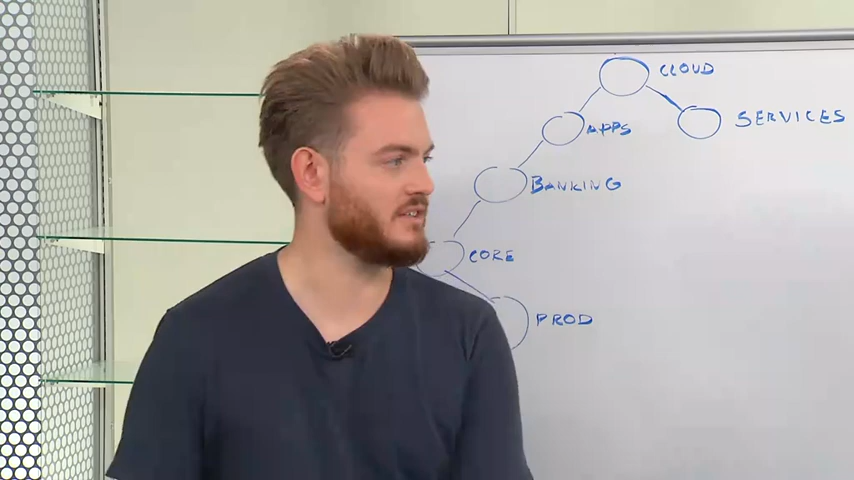 CLOUD
SERVICES
APPS
BANKING
CORE
PROD